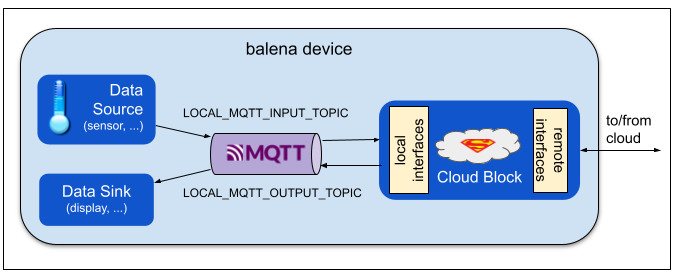 balena device
Data
Source
(sensor, ...)
LOCAL_MQTT_INPUT_TOPIC
MQTT
LOCAL_MQTT_OUTPUT_TOPIC
Data Sink
(display, ...)
local
interfaces
Cloud Block
remote
interfaces
to/from
cloud